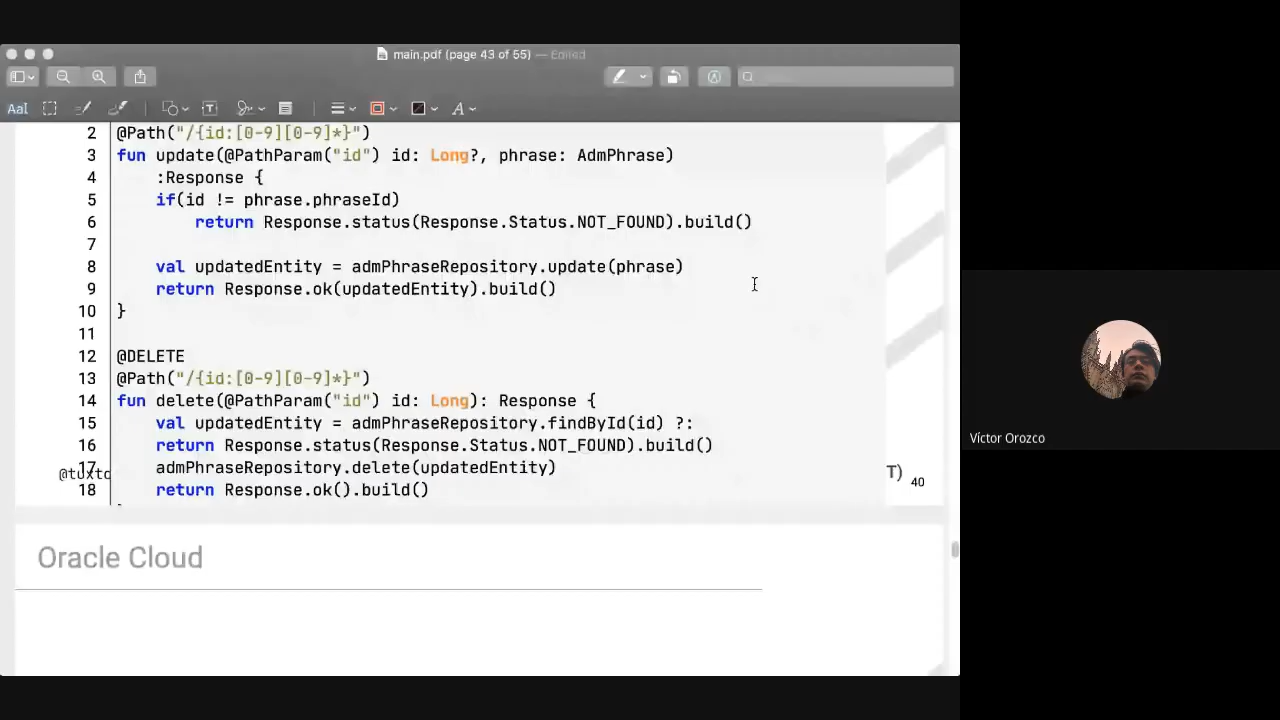 main.pdf (page 43 of 55) — Edited
AaI
A
2 @Path("/{id:[0-9][0-9]*}")
3 fun update(@PathParam("id") id: Long?, phrase: AdmPhrase)
4 :Response {
5 if(id != phrase.phraseId)
6 return Response.status(Response.Status.NOT_FOUND).build()
7
8 val updatedEntity = admPhraseRepository.update(phrase)
9 return Response.ok(updatedEntity).build()
10 }
11
12 @DELETE
13 @Path("/{id:[0-9][0-9]*}")
14 fun delete(@PathParam("id") id: Long): Response {
15 val updatedEntity = admPhraseRepository.findById(id) ?:
16 return Response.status(Response.Status.NOT_FOUND).build()
17 admPhraseRepository.delete(updatedEntity)
@tuxto T) 40
18 return Response.ok().build()
Oracle Cloud
Víctor Orozco